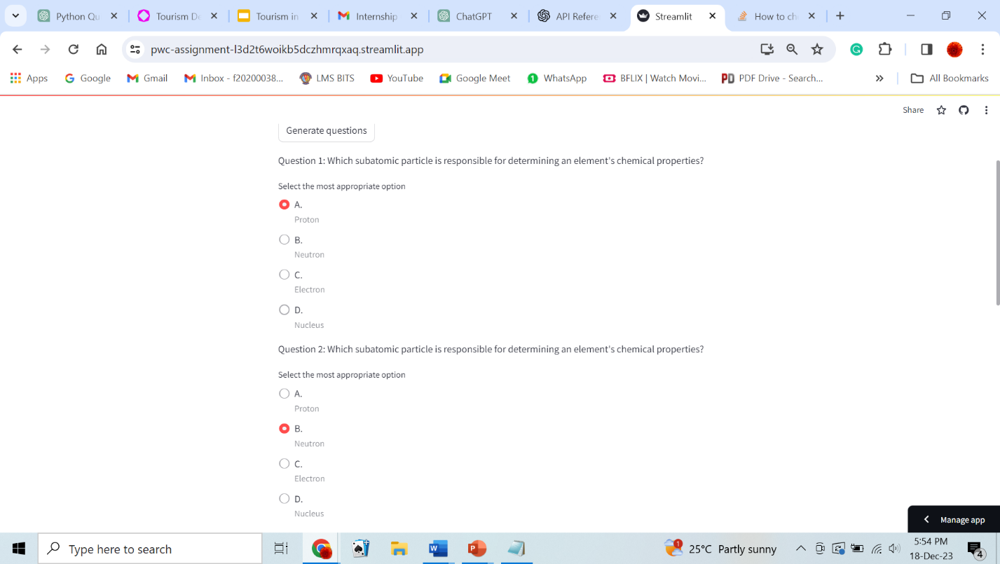 Python Qu
Tourism De
Tourism in
Internship
ChatGPT
API Refere
Streamlit
How to ch
pwc-assignment-l3d2t6woikb5dczhmrqxaq.streamlit.app
Apps
Google
Gmail
Inbox - f20200038...
LMS BITS
YouTube
Google Meet
WhatsApp
BFLIX | Watch Movi...
PDF Drive - Search...
All Bookmarks
Share
Generate questions
Question 1: Which subatomic particle is responsible for determining an element's chemical properties?
Select the most appropriate option
A.
Proton
B.
Neutron
C.
Electron
D.
Nucleus
Question 2: Which subatomic particle is responsible for determining an element's chemical properties?
Select the most appropriate option
A.
Proton
B.
Neutron
C.
Electron
D.
Nucleus
Manage app
Type here to search
1
25°C Partly sunny
5:54 PM
18-Dec-23
4